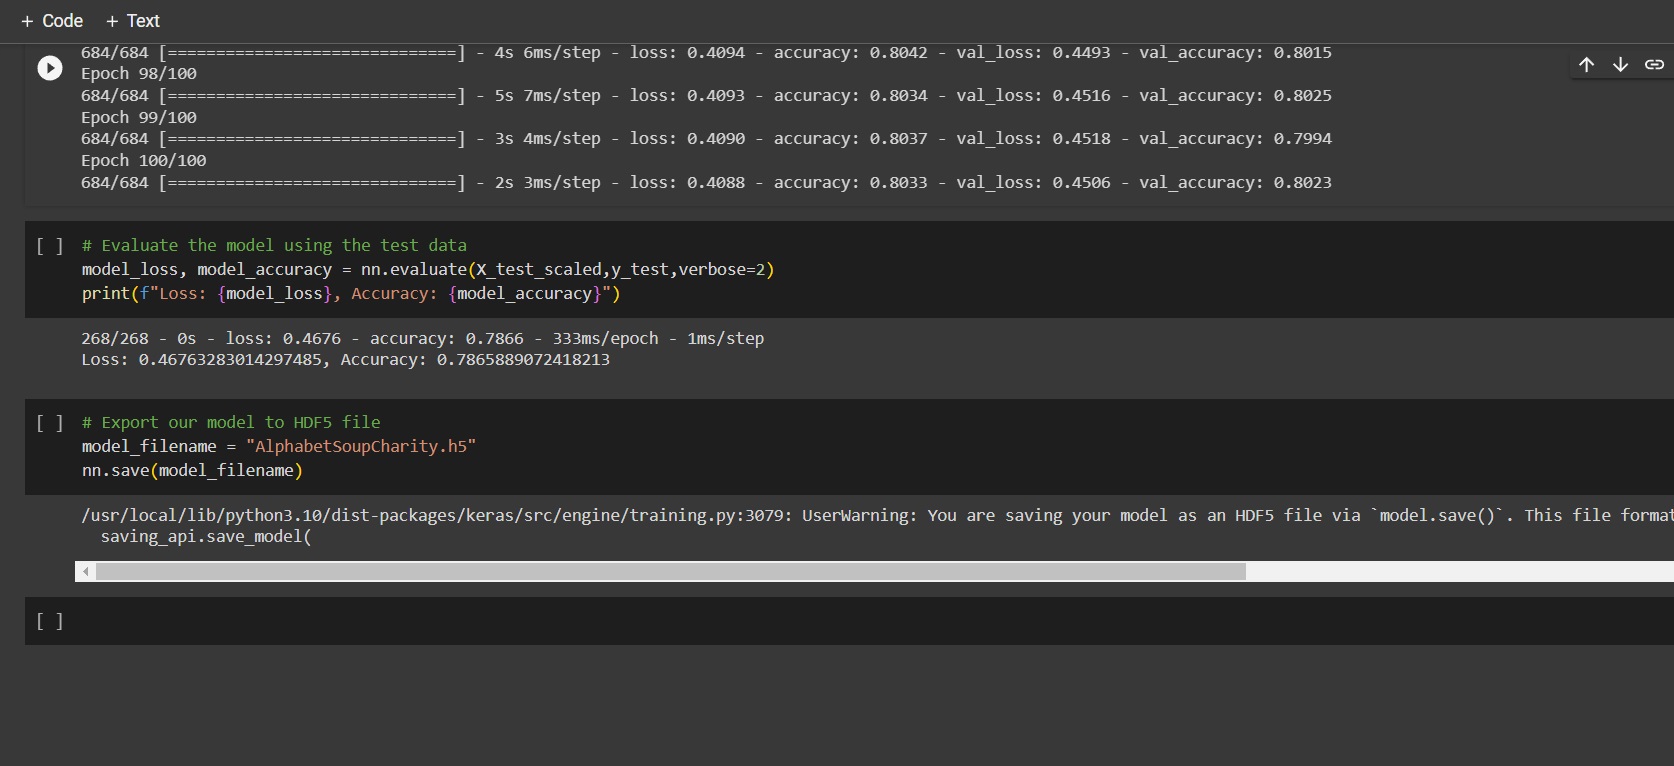 + Code + Text
684/684 [==============================] - 4s 6ms/step - loss: 0.4094 - accuracy: 0.8042 - val_loss: 0.4493 - val_accuracy: 0.8015
Epoch 98/100
684/684 [==============================] - 5s 7ms/step - loss: 0.4093 - accuracy: 0.8034 - val_loss: 0.4516 - val_accuracy: 0.8025
Epoch 99/100
684/684 [==============================] - 3s 4ms/step - loss: 0.4090 - accuracy: 0.8037 - val_loss: 0.4518 - val_accuracy: 0.7994
Epoch 100/100
684/684 [==============================] - 2s 3ms/step - loss: 0.4088 - accuracy: 0.8033 - val_loss: 0.4506 - val_accuracy: 0.8023
[ ] # Evaluate the model using the test data
model_loss, model_accuracy = nn.evaluate(X_test_scaled,y_test,verbose=2)
print(f"Loss: {model_loss}, Accuracy: {model_accuracy}")
268/268 - 0s - loss: 0.4676 - accuracy: 0.7866 - 333ms/epoch - 1ms/step
Loss: 0.46763283014297485, Accuracy: 0.7865889072418213
[ ] # Export our model to HDF5 file
model_filename = "AlphabetSoupCharity.h5"
nn.save(model_filename)
/usr/local/lib/python3.10/dist-packages/keras/src/engine/training.py:3079: UserWarning: You are saving your model as an HDF5 file via `model.save()`. This file format
saving_api.save_model(
[ ]